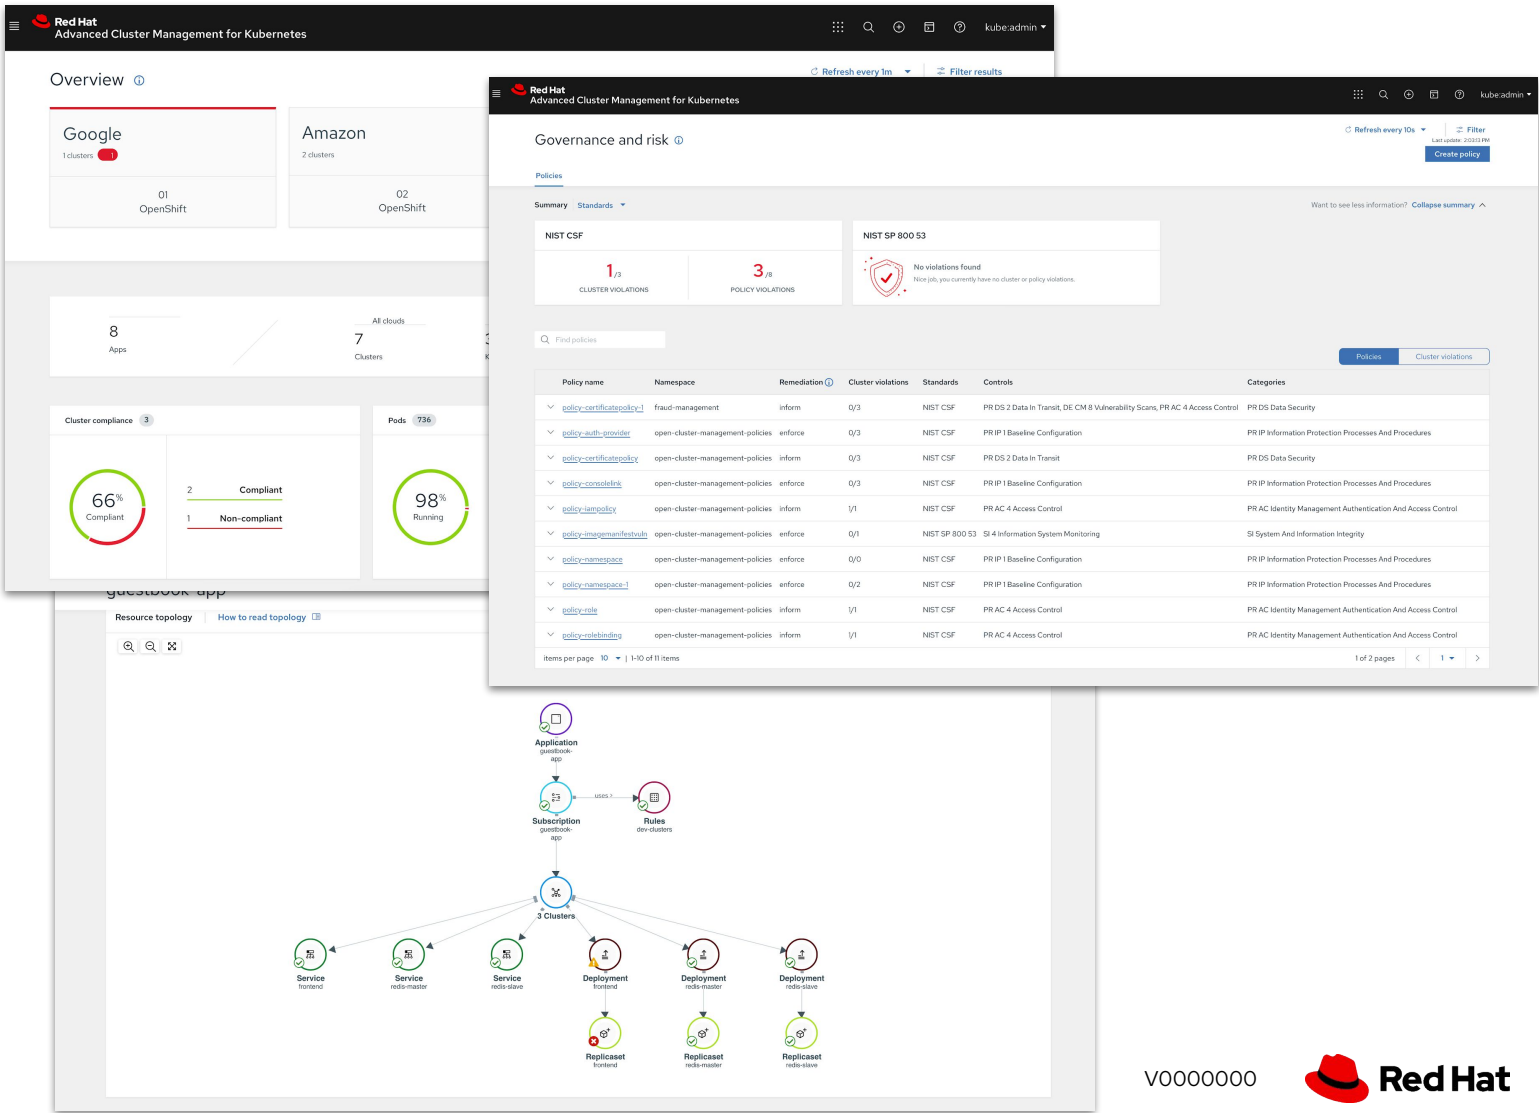 Red Hat
Advanced Cluster Management for Kubernetes
kube:admin
Overview
Refresh every 1m
Filter results
Google
1 clusters 1
01
OpenShift
Amazon
2 clusters
02
OpenShift
8
Apps
All clouds
7
Clusters
Cluster compliance 3
66%
Compliant
2 Compliant
1 Non-compliant
Pods 736
98%
Running
Red Hat
Advanced Cluster Management for Kubernetes
kube:admin
Governance and risk
Refresh every 10s
Filter
Last update: 2:03:13 PM
Create policy
Policies
Summary Standards
Want to see less information? Collapse summary
NIST CSF
1/3
CLUSTER VIOLATIONS
3/8
POLICY VIOLATIONS
NIST SP 800 53
No violations found
Nice job, you currently have no cluster or policy violations.
Find policies
Policies Cluster violations
Policy name Namespace Remediation Cluster violations Standards Controls Categories
policy-certificatepolicy-1 fraud-management inform 0/3 NIST CSF PR DS 2 Data In Transit, DE CM 8 Vulnerability Scans, PR AC 4 Access Control PR DS Data Security
policy-auth-provider open-cluster-management-policies enforce 0/3 NIST CSF PR IP 1 Baseline Configuration PR IP Information Protection Processes And Procedures
policy-certificatepolicy open-cluster-management-policies inform 0/3 NIST CSF PR DS 2 Data In Transit PR DS Data Security
policy-consolelink open-cluster-management-policies enforce 0/3 NIST CSF PR IP 1 Baseline Configuration PR IP Information Protection Processes And Procedures
policy-iampolicy open-cluster-management-policies inform 1/1 NIST CSF PR AC 4 Access Control PR AC Identity Management Authentication And Access Control
policy-imagemanifestvuln open-cluster-management-policies enforce 0/1 NIST SP 800 53 SI 4 Information System Monitoring SI System And Information Integrity
policy-namespace open-cluster-management-policies enforce 0/0 NIST CSF PR IP 1 Baseline Configuration PR IP Information Protection Processes And Procedures
policy-namespace-1 open-cluster-management-policies enforce 0/2 NIST CSF PR IP 1 Baseline Configuration PR IP Information Protection Processes And Procedures
policy-role open-cluster-management-policies inform 1/1 NIST CSF PR AC 4 Access Control PR AC Identity Management Authentication And Access Control
policy-rolebinding open-cluster-management-policies inform 1/1 NIST CSF PR AC 4 Access Control PR AC Identity Management Authentication And Access Control
items per page 10 | 1-10 of 11 items
1 of 2 pages 1
guestbook-app
Resource topology How to read topology
Application
guestbook-
app
Subscription
guestbook-
app
uses >
Rules
dev-clusters
3 Clusters
Service
frontend
Service
redis-master
Service
redis-slave
Deployment
frontend
Deployment
redis-master
Deployment
redis-slave
Replicaset
frontend
Replicaset
redis-master
Replicaset
redis-slave
V0000000
Red Hat